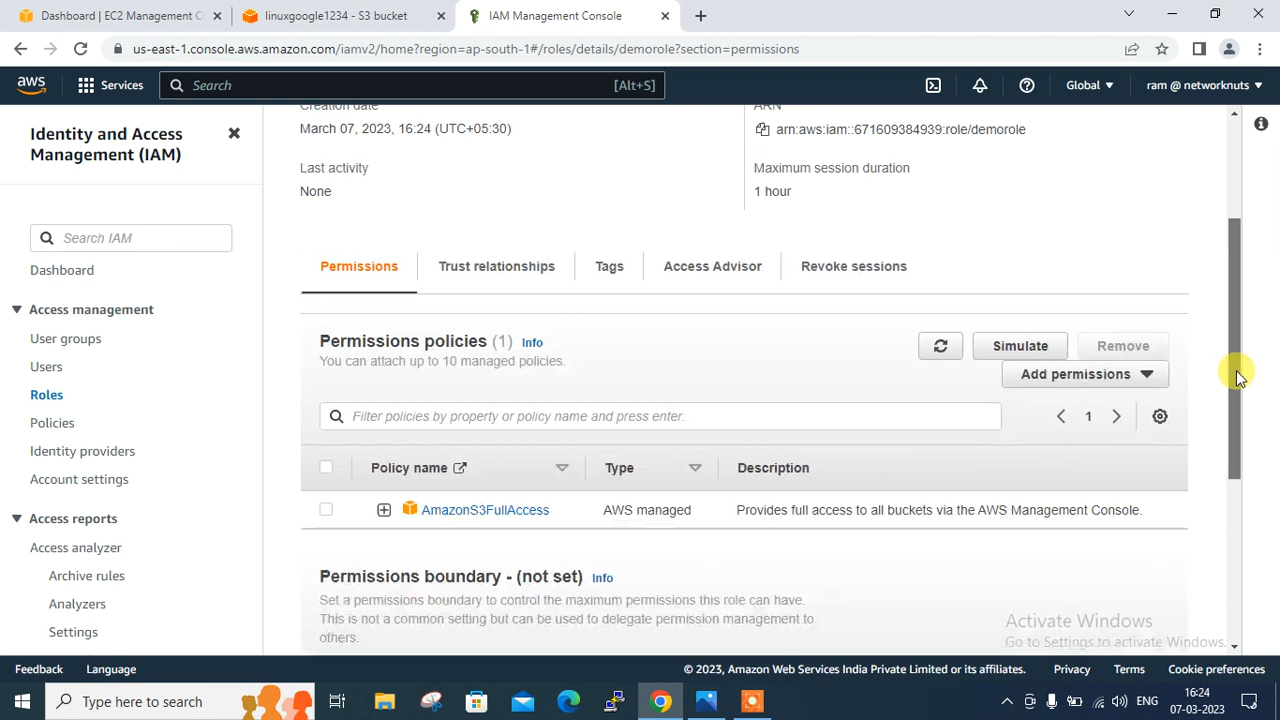 Dashboard | EC2 Management C
linuxgoogle1234 - S3 bucket
IAM Management Console
us-east-1.console.aws.amazon.com/iamv2/home?region=ap-south-1#/roles/details/demorole?section=permissions
aws
Services
Search
[Alt+S]
Global
ram @ networknuts
Identity and Access
Management (IAM)
Search IAM
Dashboard
Access management
User groups
Users
Roles
Policies
Identity providers
Account settings
Access reports
Access analyzer
Archive rules
Analyzers
Settings
Creation date
March 07, 2023, 16:24 (UTC+05:30)
ARN
arn:aws:iam::671609384939:role/demorole
Last activity
None
Maximum session duration
1 hour
Permissions
Trust relationships
Tags
Access Advisor
Revoke sessions
Permissions policies (1) Info
You can attach up to 10 managed policies.
Simulate
Remove
Add permissions
Filter policies by property or policy name and press enter.
1
Policy name
Type
Description
AmazonS3FullAccess
AWS managed
Provides full access to all buckets via the AWS Management Console.
Permissions boundary - (not set) Info
Set a permissions boundary to control the maximum permissions this role can have.
This is not a common setting but can be used to delegate permission management to
others.
Activate Windows
Go to Settings to activate Windows.
Feedback
Language
© 2023, Amazon Web Services India Private Limited or its affiliates.
Privacy
Terms
Cookie preferences
Type here to search
ENG
16:24
07-03-2023